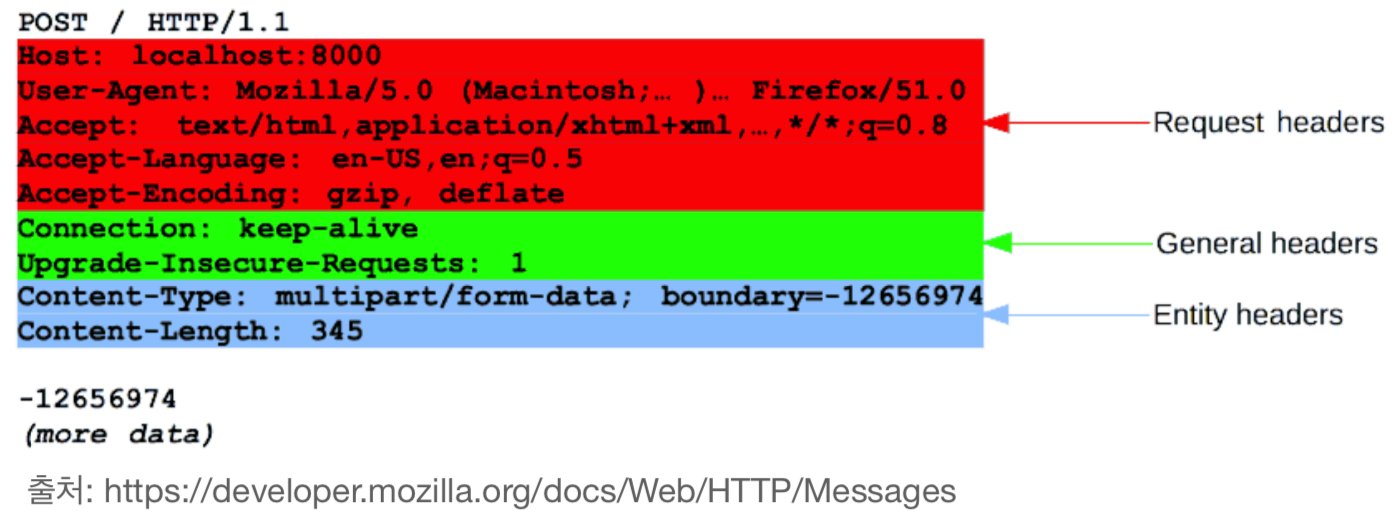 POST / HTTP/1.1
Host: localhost:8000
User-Agent: Mozilla/5.0 (Macintosh;… )… Firefox/51.0
Accept: text/html,application/xhtml+xml,…,*/*;q=0.8
Request headers
Accept-Language: en-US,en;q=0.5
Accept-Encoding: gzip, deflate
Connection: keep-alive
General headers
Upgrade-Insecure-Requests: 1
Content-Type: multipart/form-data; boundary=-12656974
Entity headers
Content-Length: 345
-12656974
(more data)
출처: https://developer.mozilla.org/docs/Web/HTTP/Messages